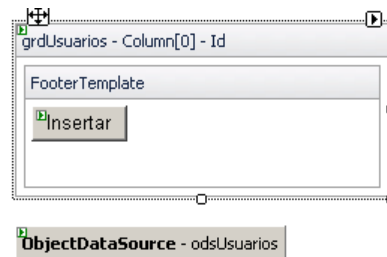 grdUsuarios - Column[0] - Id
FooterTemplate
Insertar
ObjectDataSource - odsUsuarios